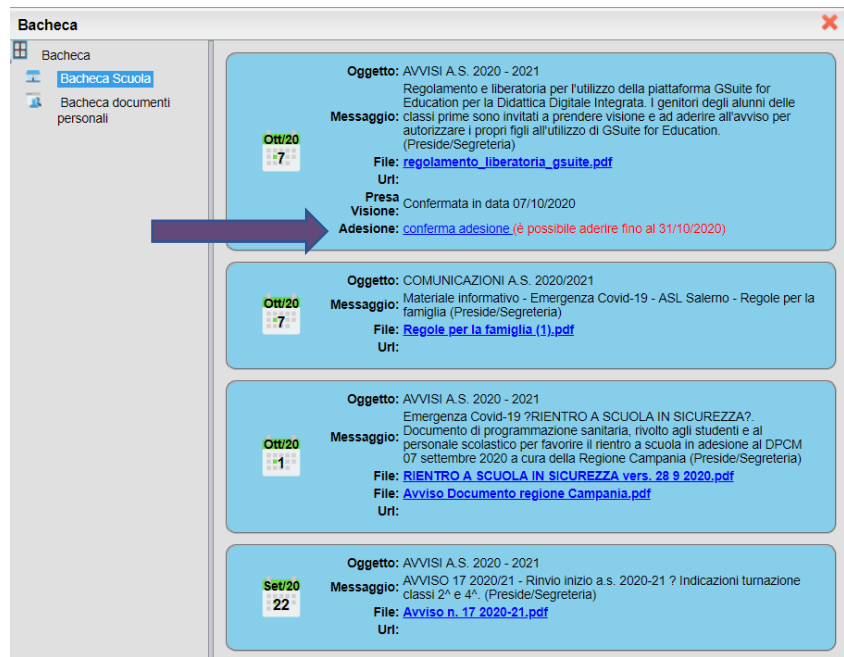 Bacheca
Bacheca
Bacheca Scuola
Bacheca documenti
personali
Ott/20
7
Oggetto: AVVISI A.S. 2020 - 2021
Messaggio: Regolamento e liberatoria per l'utilizzo della piattaforma GSuite for
Education per la Didattica Digitale Integrata. I genitori degli alunni delle
classi prime sono invitati a prendere visione e ad aderire all'avviso per
autorizzare i propri figli all'utilizzo di GSuite for Education.
(Preside/Segreteria)
File: regolamento_liberatoria_gsuite.pdf
Url:
Presa
Visione: Confermata in data 07/10/2020
Adesione: conferma adesione (è possibile aderire fino al 31/10/2020)
Ott/20
7
Oggetto: COMUNICAZIONI A.S. 2020/2021
Messaggio: Materiale informativo - Emergenza Covid-19 - ASL Salerno - Regole per la
famiglia (Preside/Segreteria)
File: Regole per la famiglia (1).pdf
Url:
Ott/20
1
Oggetto: AVVISI A.S. 2020 - 2021
Messaggio: Emergenza Covid-19 ?RIENTRO A SCUOLA IN SICUREZZA?.
Documento di programmazione sanitaria, rivolto agli studenti e al
personale scolastico per favorire il rientro a scuola in adesione al DPCM
07 settembre 2020 a cura della Regione Campania (Preside/Segreteria)
File: RIENTRO A SCUOLA IN SICUREZZA vers. 28 9 2020.pdf
File: Avviso Documento regione Campania.pdf
Url:
Set/20
22
Oggetto: AVVISI A.S. 2020 - 2021
Messaggio: AVVISO 17 2020/21 - Rinvio inizio a.s. 2020-21 ? Indicazioni turnazione
classi 2^ e 4^. (Preside/Segreteria)
File: Avviso n. 17 2020-21.pdf
Url: